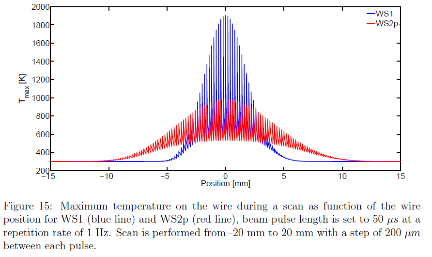 2000
1800
1600
1400
1200
1000
800
600
400
200
T_max [K]
WS1
WS2p
−15
−10
−5
0
5
10
15
Position [mm]
Figure 15: Maximum temperature on the wire during a scan as function of the wire
position for WS1 (blue line) and WS2p (red line), beam pulse length is set to 50 μs at a
repetition rate of 1 Hz. Scan is performed from -20 mm to 20 mm with a step of 200 μm
between each pulse.